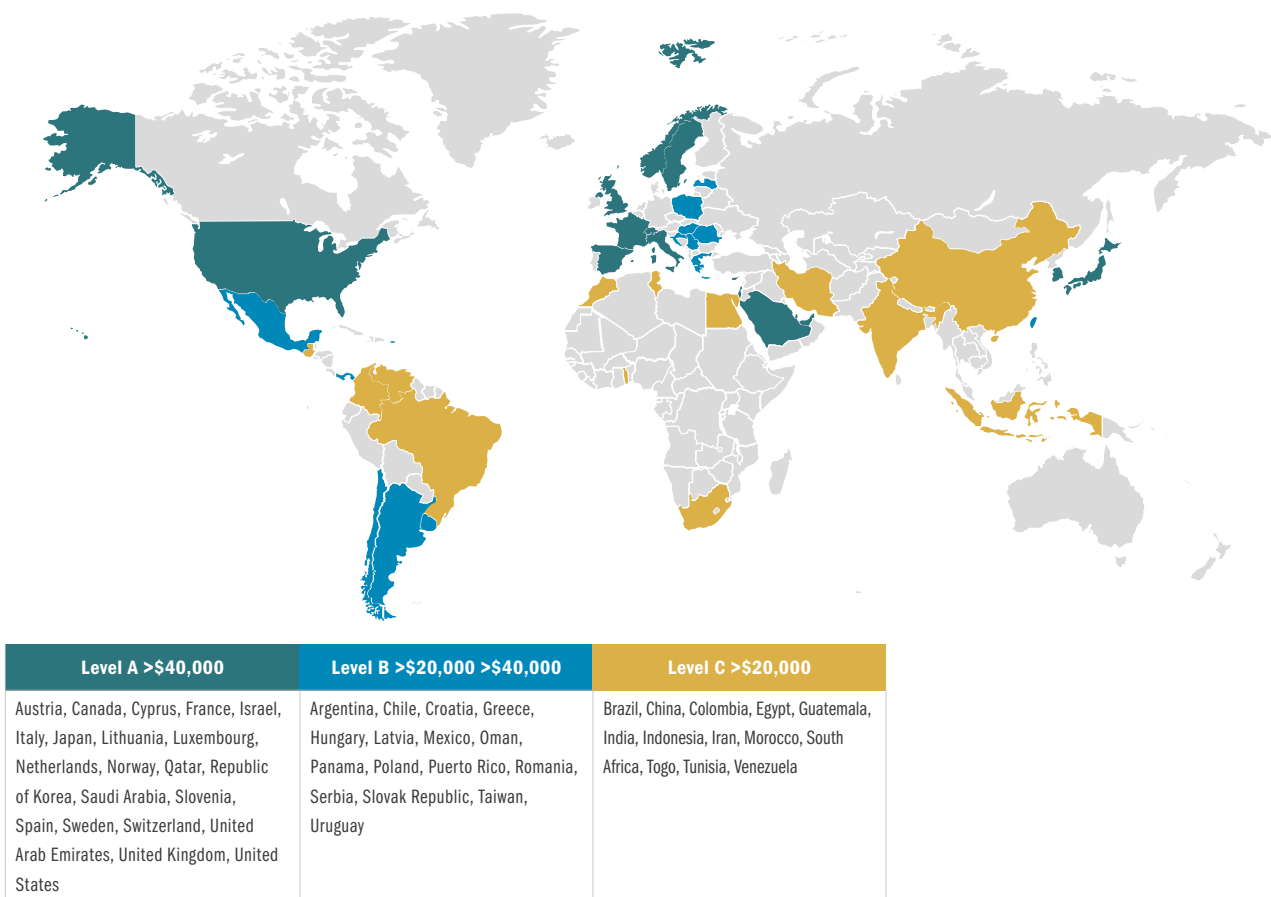 Level A >$40,000
Austria, Canada, Cyprus, France, Israel,
Italy, Japan, Lithuania, Luxembourg,
Netherlands, Norway, Qatar, Republic
of Korea, Saudi Arabia, Slovenia,
Spain, Sweden, Switzerland, United
Arab Emirates, United Kingdom, United
States
Level B >$20,000 >$40,000
Argentina, Chile, Croatia, Greece,
Hungary, Latvia, Mexico, Oman,
Panama, Poland, Puerto Rico, Romania,
Serbia, Slovak Republic, Taiwan,
Uruguay
Level C >$20,000
Brazil, China, Colombia, Egypt, Guatemala,
India, Indonesia, Iran, Morocco, South
Africa, Togo, Tunisia, Venezuela